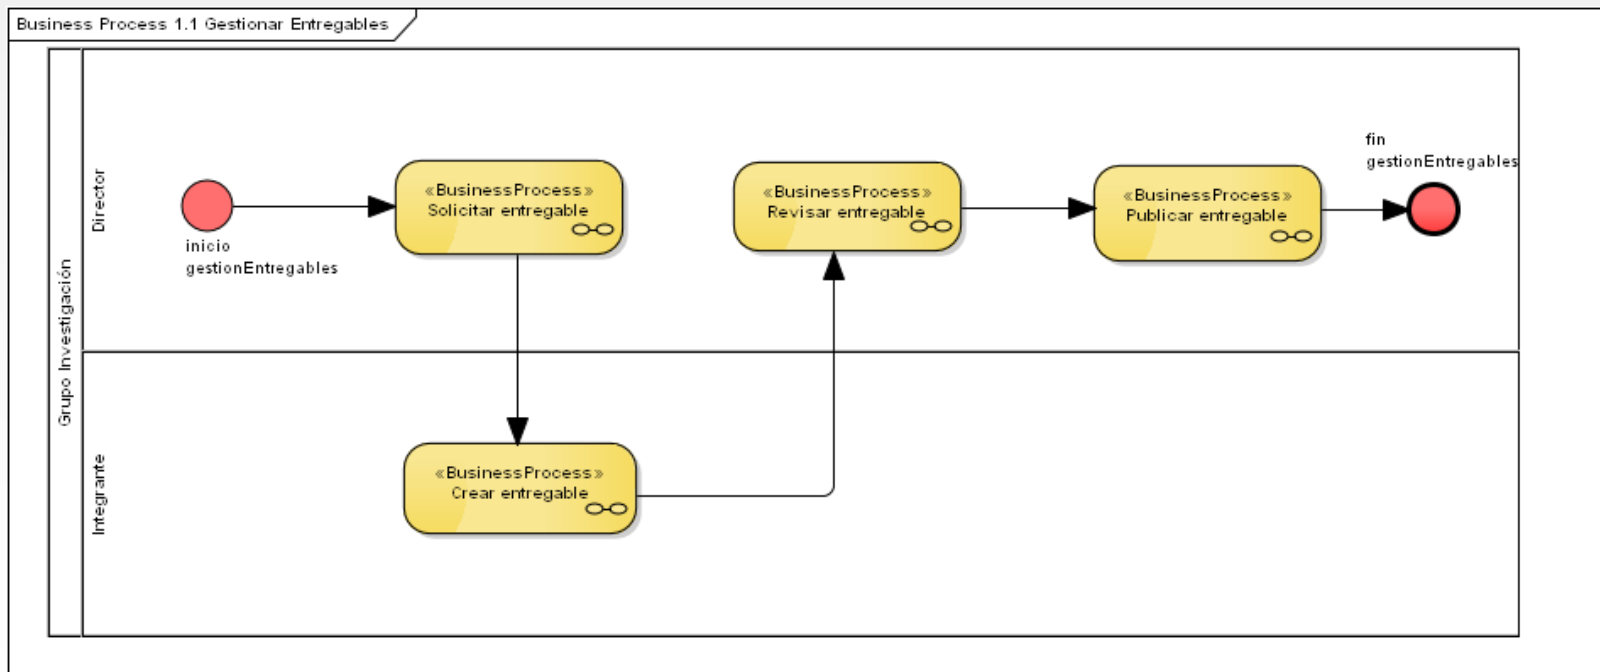 Business Process 1.1 Gestionar Entregables
Grupo Investigación
Director
inicio
gestionEntregables
«BusinessProcess»
Solicitar entregable
«BusinessProcess»
Revisar entregable
«BusinessProcess»
Publicar entregable
fin
gestionEntregables
Integrante
«BusinessProcess»
Crear entregable